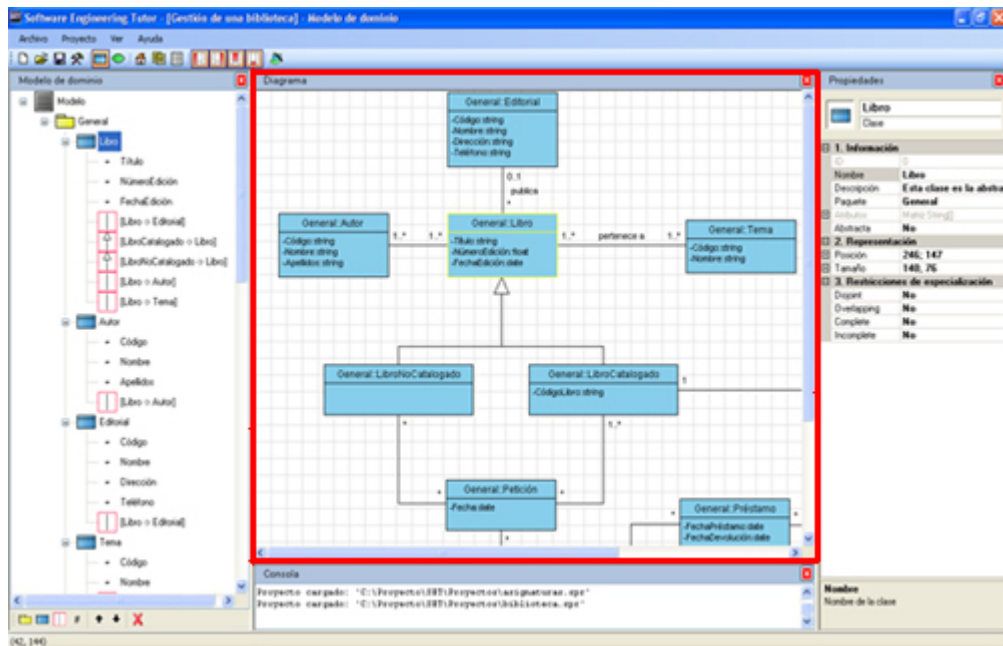 Software Engineering Tutor - [Gestión de una biblioteca] - Modelo de dominio
Archivo Proyecto Ver Ayuda
Modelo de dominio
Modelo
General
Libro
Título
NúmeroEdición
FechaEdición
[Libro -> Editorial]
[LibroCatalogado -> Libro]
[LibroNoCatalogado -> Libro]
[Libro -> Autor]
[Libro -> Tema]
Autor
Código
Nombre
Apellidos
[Libro -> Autor]
Editorial
Código
Nombre
Dirección
Teléfono
[Libro -> Editorial]
Tema
Código
Nombre
Diagrama
General::Editorial
-Código:string
-Nombre:string
-Dirección:string
-Teléfono:string
0..1
publica
*
General::Autor
-Código:string
-Nombre:string
-Apellidos:string
1..* 1..*
General::Libro
-Título:string
-NúmeroEdición:float
-FechaEdición:date
1..* pertenece a 1..*
General::Tema
-Código:string
-Nombre:string
General::LibroNoCatalogado
General::LibroCatalogado
-CódigoLibro:string
1
*
1..*
General::Petición
-Fecha:date
* *
*
General::Préstamo
-FechaPréstamo:date
-FechaDevolución:date
* *
Consola
Proyecto cargado: 'C:\Proyecto\SET\Proyectos\asignaturas.spr'
Proyecto cargado: 'C:\Proyecto\SET\Proyectos\biblioteca.spr'
Propiedades
Libro
Clase
1. Información
ID 0
Nombre Libro
Descripción Esta clase es la abstra
Paquete General
Atributos Matriz String[]
Abstracta No
2. Representación
Posición 246; 147
Tamaño 140, 76
3. Restricciones de especialización
Disjoint No
Overlapping No
Complete No
Incomplete No
Nombre
Nombre de la clase
(42, 144)